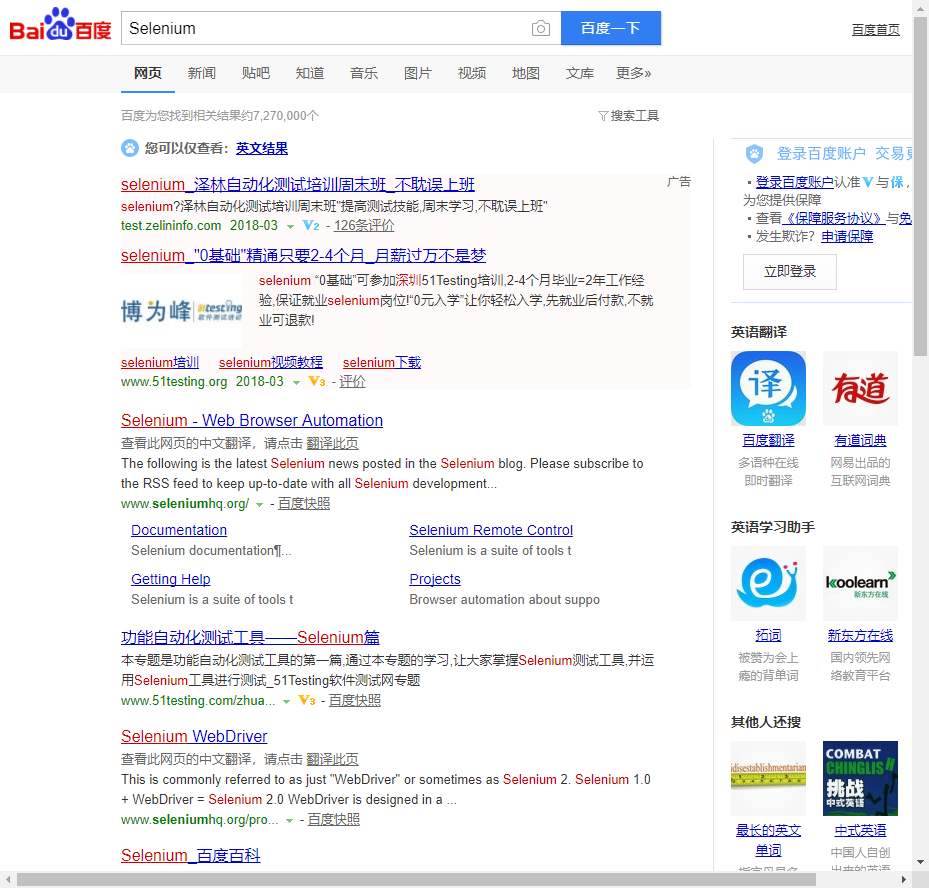 Bai du 百度
Selenium
百度一下
百度首页
网页 新闻 贴吧 知道 音乐 图片 视频 地图 文库 更多»
百度为您找到相关结果约7,270,000个
搜索工具
您可以仅查看：英文结果
selenium_泽林自动化测试培训周末班_不耽误上班
广告
selenium?泽林自动化测试培训周末班"提高测试技能,周末学习,不耽误上班"
test.zelininfo.com 2018-03 V2 - 126条评价
selenium_"0基础"精通只要2-4个月_月薪过万不是梦
博为峰 51testing 软件测试培训
selenium “0基础”可参加深圳51Testing培训,2-4个月毕业=2年工作经
验,保证就业selenium岗位!“0元入学”让你轻松入学,先就业后付款,不就
业可退款!
selenium培训 selenium视频教程 selenium下载
www.51testing.org 2018-03 V3 - 评价
Selenium - Web Browser Automation
查看此网页的中文翻译，请点击 翻译此页
The following is the latest Selenium news posted in the Selenium blog. Please subscribe to
the RSS feed to keep up-to-date with all Selenium development...
www.seleniumhq.org/ - 百度快照
Documentation
Selenium documentation¶...
Selenium Remote Control
Selenium is a suite of tools t
Getting Help
Selenium is a suite of tools t
Projects
Browser automation about suppo
功能自动化测试工具——Selenium篇
本专题是功能自动化测试工具的第一篇,通过本专题的学习,让大家掌握Selenium测试工具,并运
用Selenium工具进行测试_51Testing软件测试网专题
www.51testing.com/zhua... V3 - 百度快照
Selenium WebDriver
查看此网页的中文翻译，请点击 翻译此页
This is commonly referred to as just "WebDriver" or sometimes as Selenium 2. Selenium 1.0
+ WebDriver = Selenium 2.0 WebDriver is designed in a ...
www.seleniumhq.org/pro... - 百度快照
Selenium_百度百科
登录百度账户 交易
·登录百度账户认准V与保，
为您提供保障
·查看《保障服务协议》与免
·发生欺诈？申请保障
立即登录
英语翻译
译
有道
百度翻译
多语种在线
即时翻译
有道词典
网易出品的
互联网词典
英语学习助手
koolearn
新东方在线
拓词
被赞为会上
瘾的背单词
新东方在线
国内领先网
络教育平台
其他人还搜
idisestablishmentarian
COMBAT
CHINGLISH
挑战
中式英语
最长的英文
单词
中式英语
中国人自创